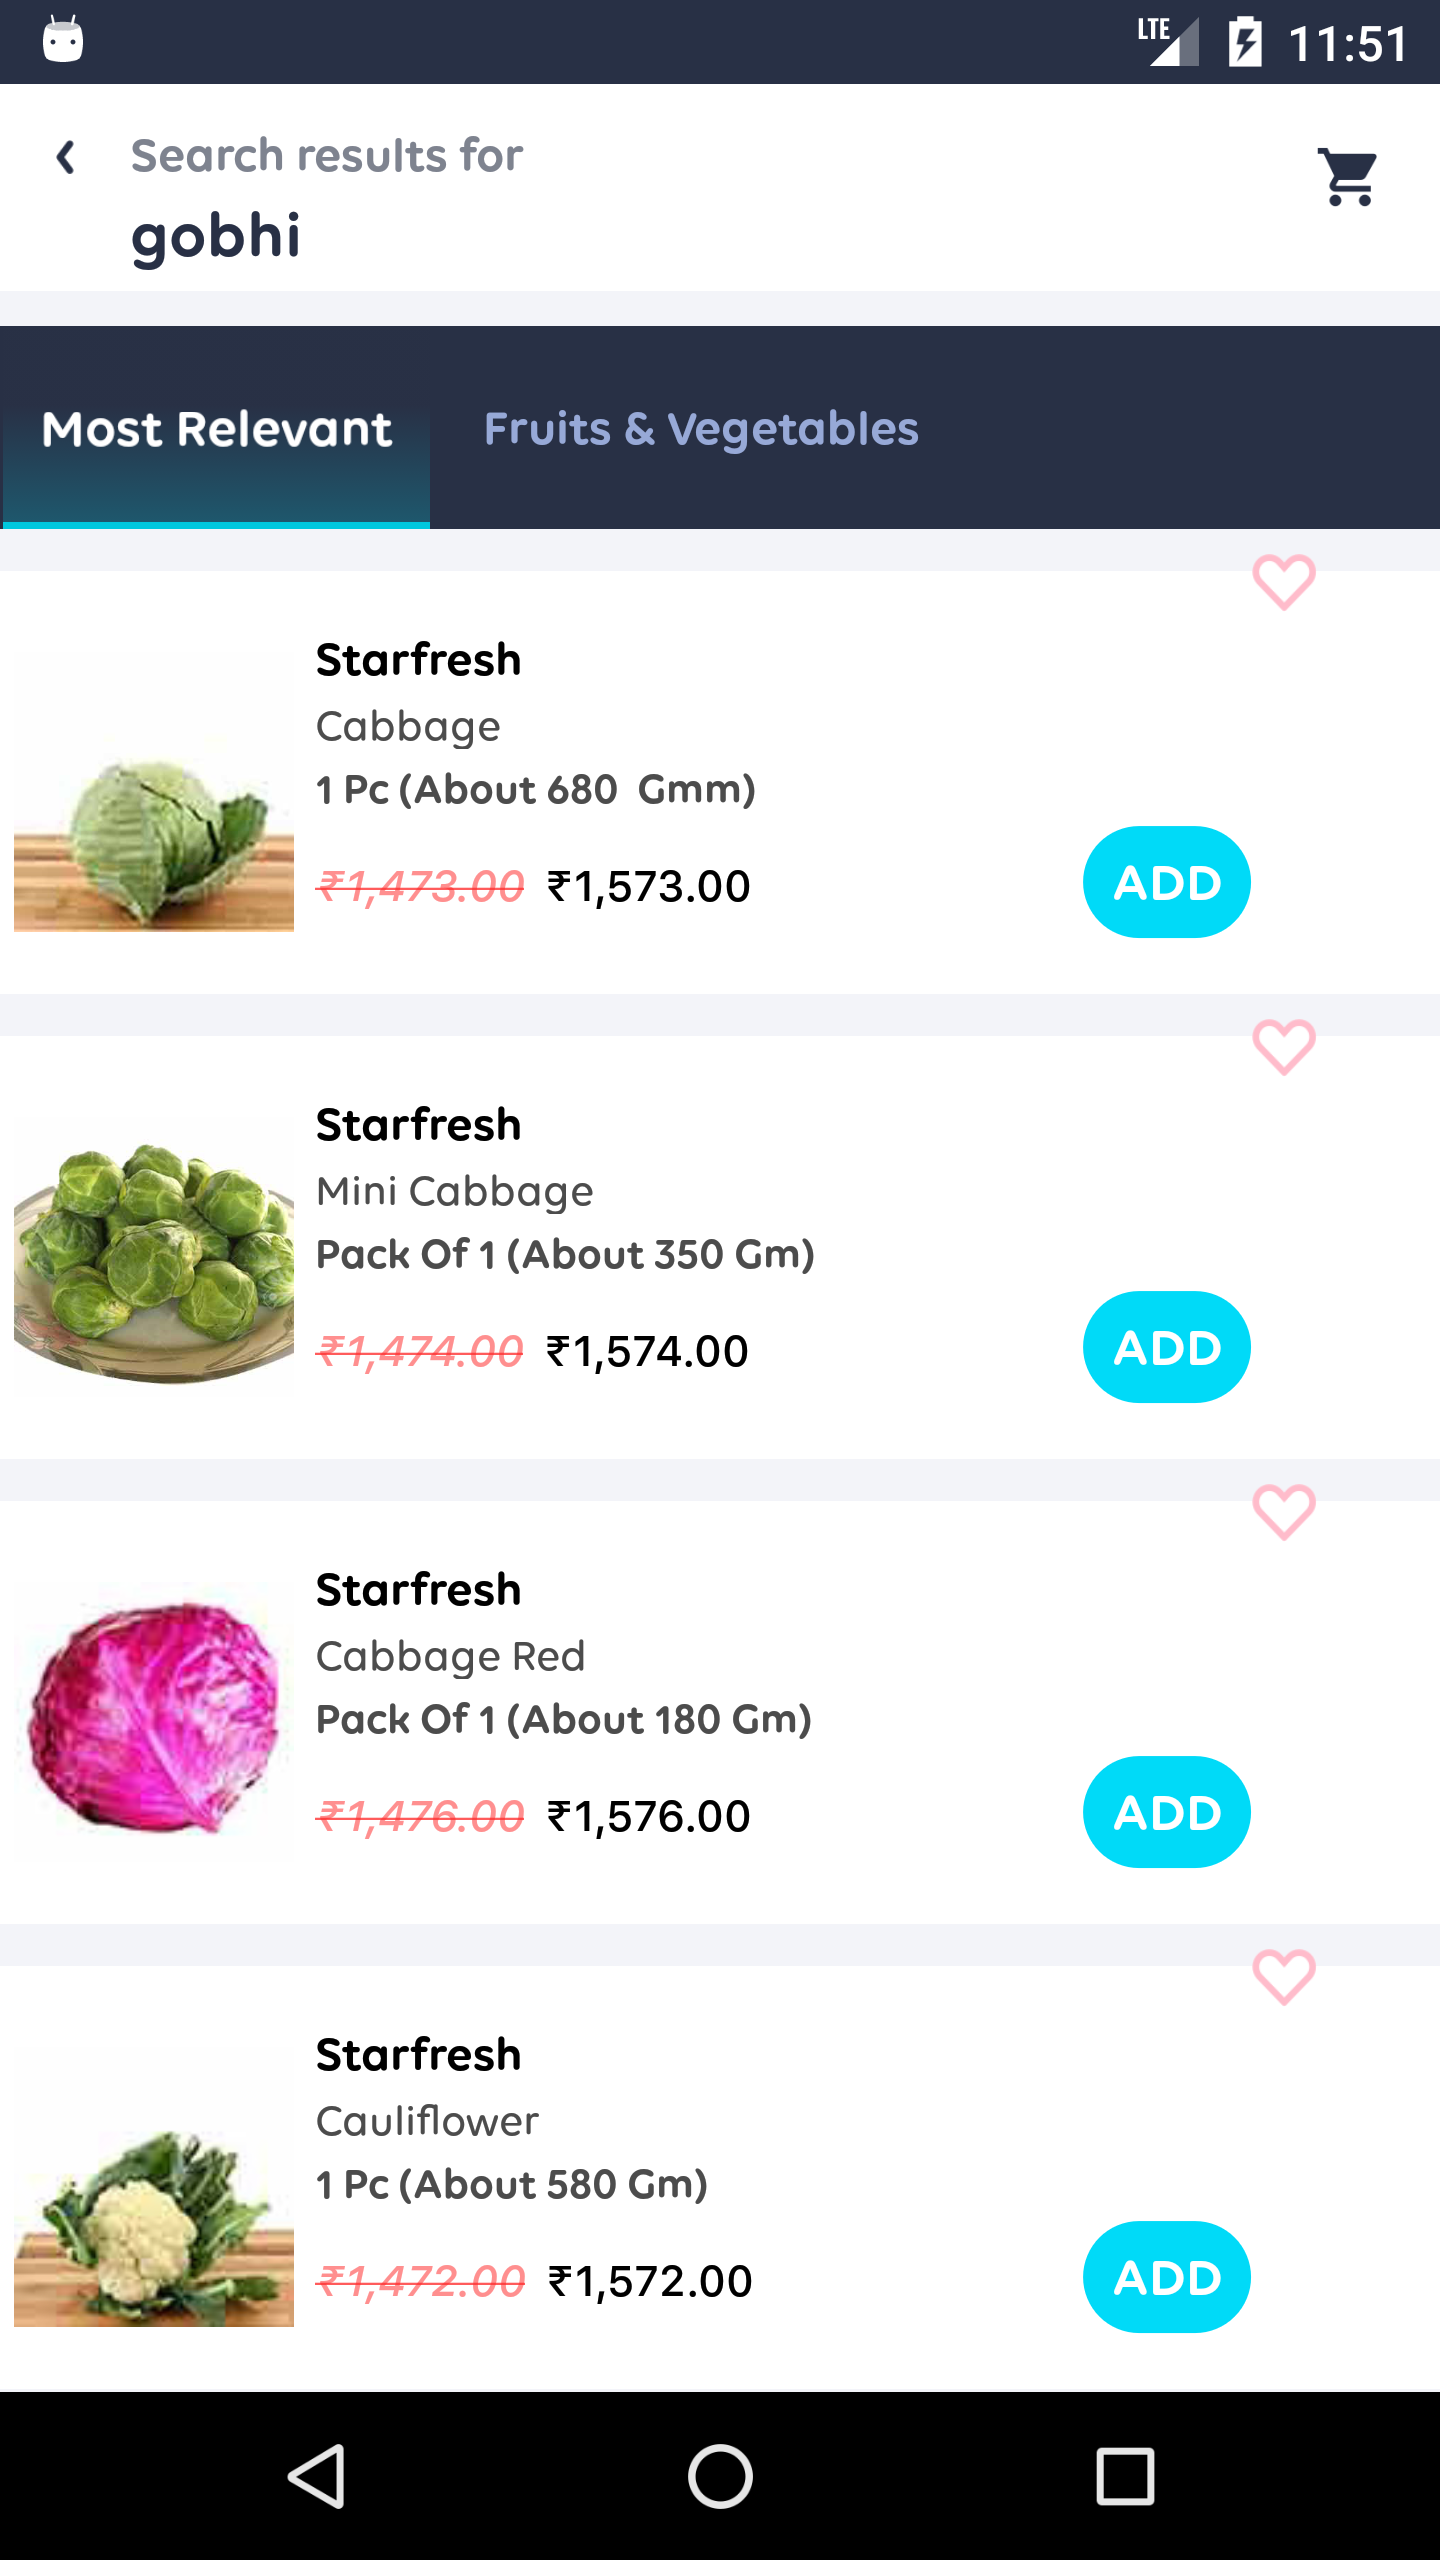 LTE 11:51
Search results for
gobhi
Most Relevant Fruits & Vegetables
Starfresh
Cabbage
1 Pc (About 680  Gmm)
₹1,473.00 ₹1,573.00
ADD
Starfresh
Mini Cabbage
Pack Of 1 (About 350 Gm)
₹1,474.00 ₹1,574.00
ADD
Starfresh
Cabbage Red
Pack Of 1 (About 180 Gm)
₹1,476.00 ₹1,576.00
ADD
Starfresh
Cauliflower
1 Pc (About 580 Gm)
₹1,472.00 ₹1,572.00
ADD